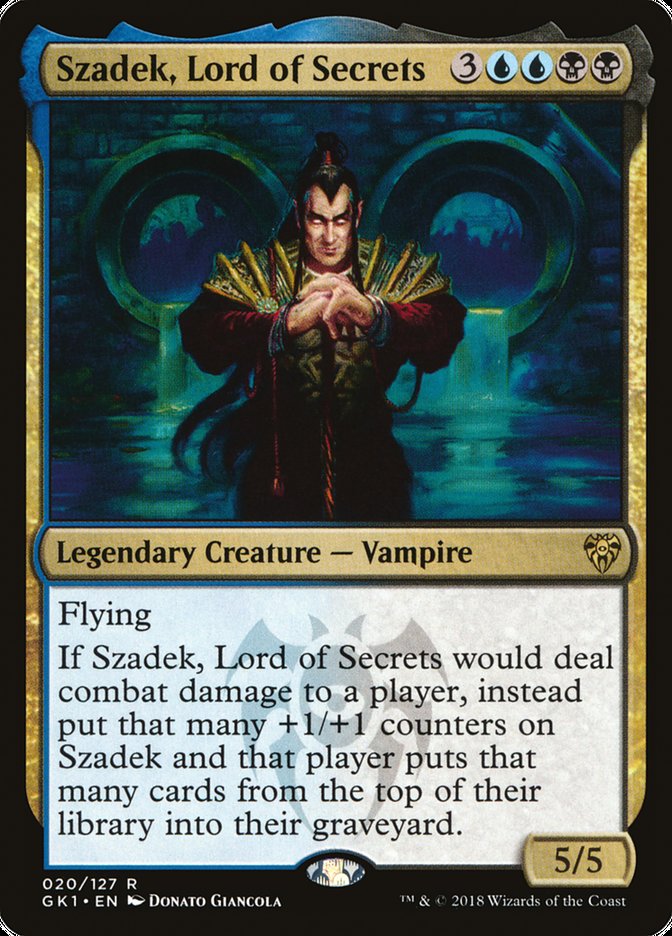 Szadek, Lord of Secrets 3
Legendary Creature — Vampire
Flying
If Szadek, Lord of Secrets would deal
combat damage to a player, instead
put that many +1/+1 counters on
Szadek and that player puts that
many cards from the top of their
library into their graveyard.
5/5
020/127 R
GK1 • EN Donato Giancola
™ & © 2018 Wizards of the Coast